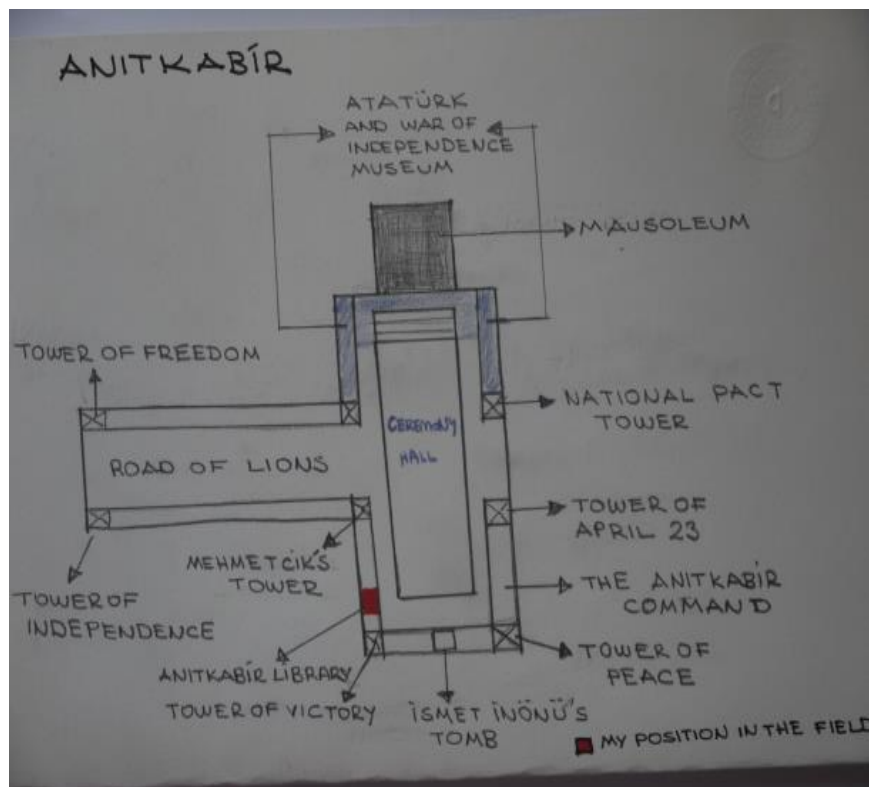 ANITKABİR
ATATÜRK
AND WAR OF
INDEPENDENCE
MUSEUM
MAUSOLEUM
TOWER OF FREEDOM
NATIONAL PACT
TOWER
CEREMONY
HALL
ROAD OF LIONS
TOWER OF
APRIL 23
MEHMETCİK'S
TOWER
THE ANITKABİR
COMMAND
TOWER OF
INDEPENDENCE
TOWER OF
PEACE
ANITKABİR LİBRARY
TOWER OF VICTORY
İSMET İNÖNÜ'S
TOMB
MY POSITION IN THE FIELD